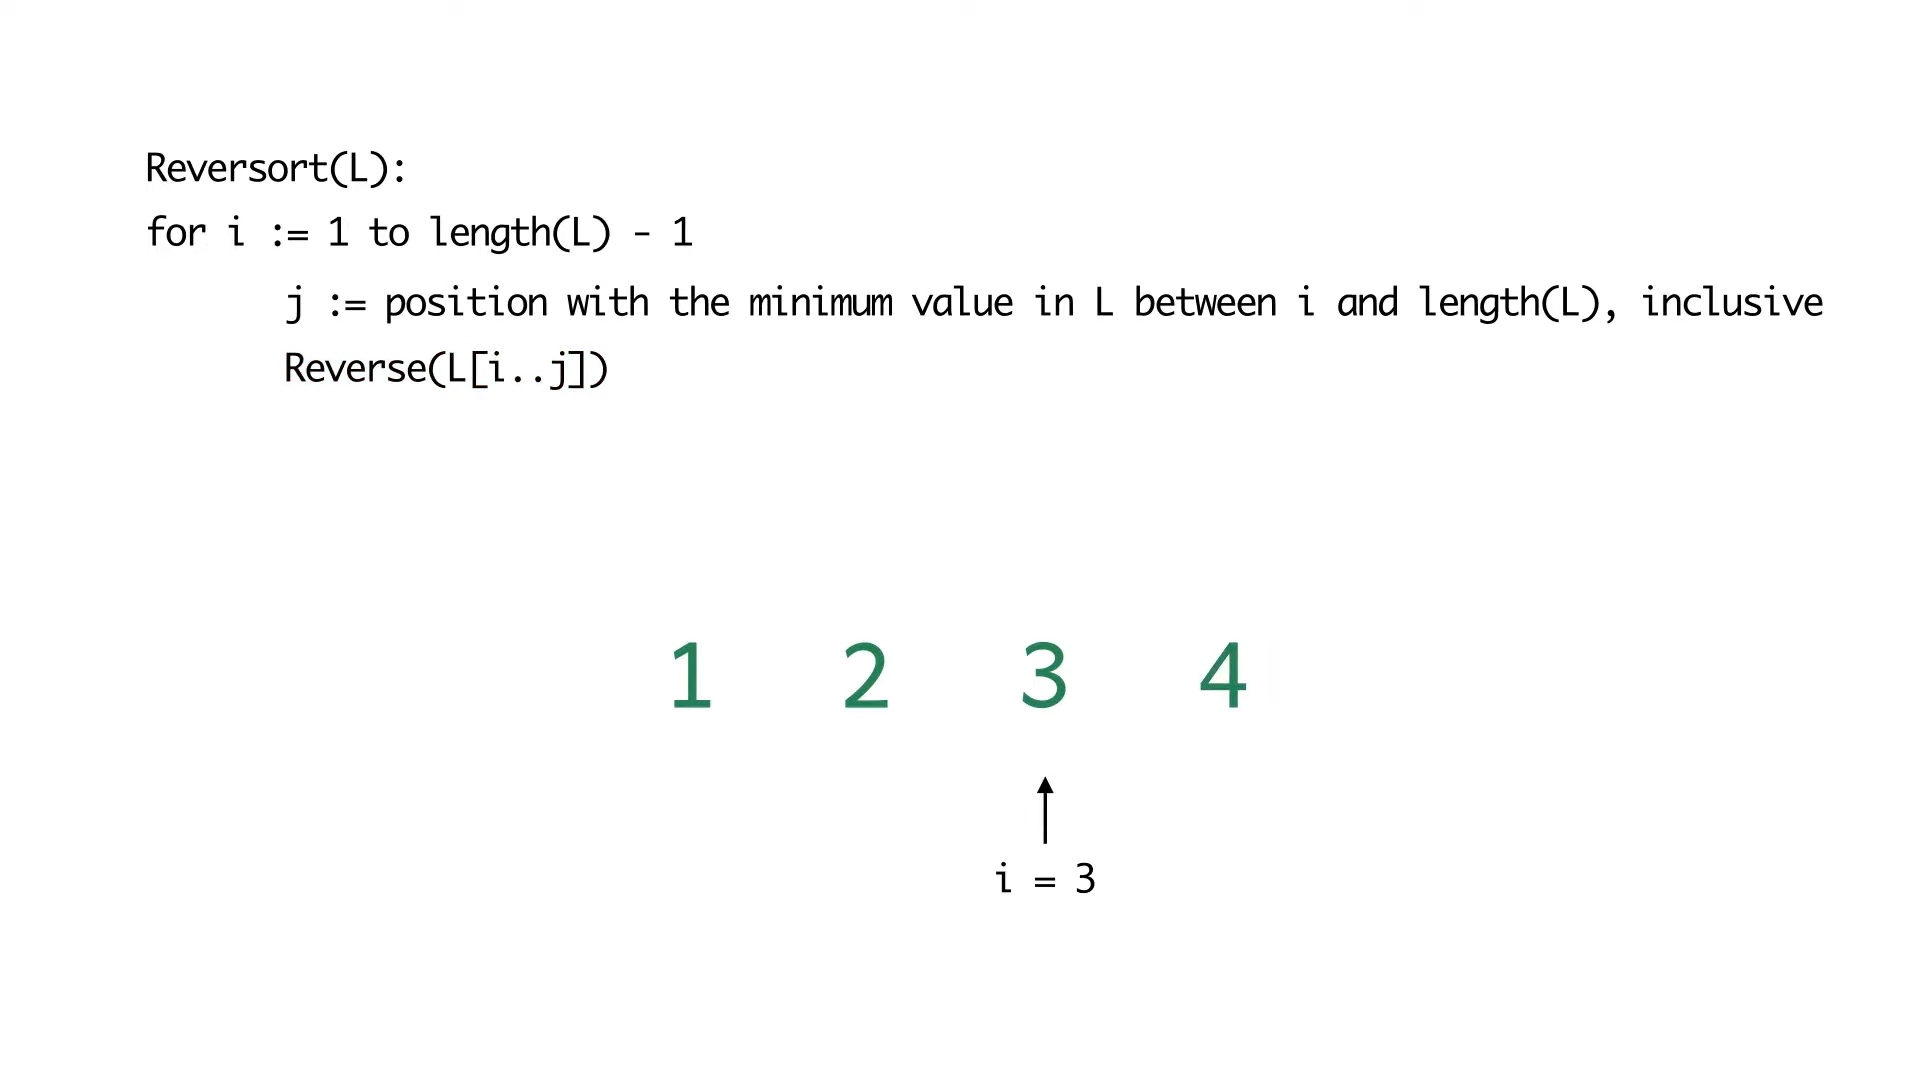 Reversort(L):
for i := 1 to length(L) - 1
j := position with the minimum value in L between i and length(L), inclusive
Reverse(L[i..j])
1 2 3 4
i = 3